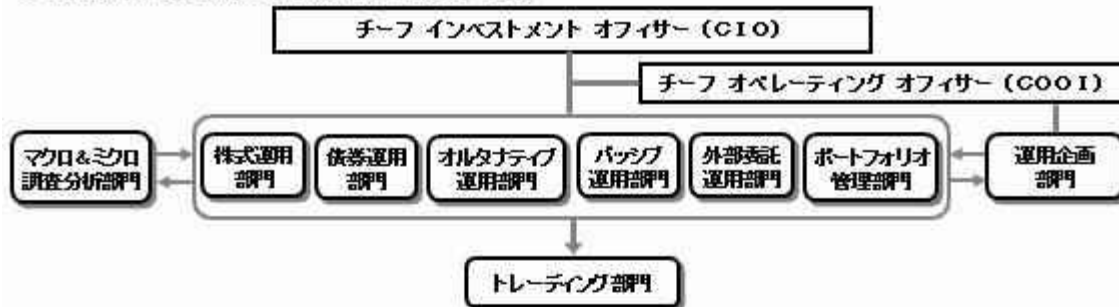 チーフ インベストメント オフィサー (CIO)
チーフ オペレーティング オフィサー (COOI)
マクロ&ミクロ
調査分析部門
株式運用
部門
債券運用
部門
オルタナティブ
運用部門
パッシブ
運用部門
外部委託
運用部門
ポートフォリオ
管理部門
運用企画
部門
トレーディング部門